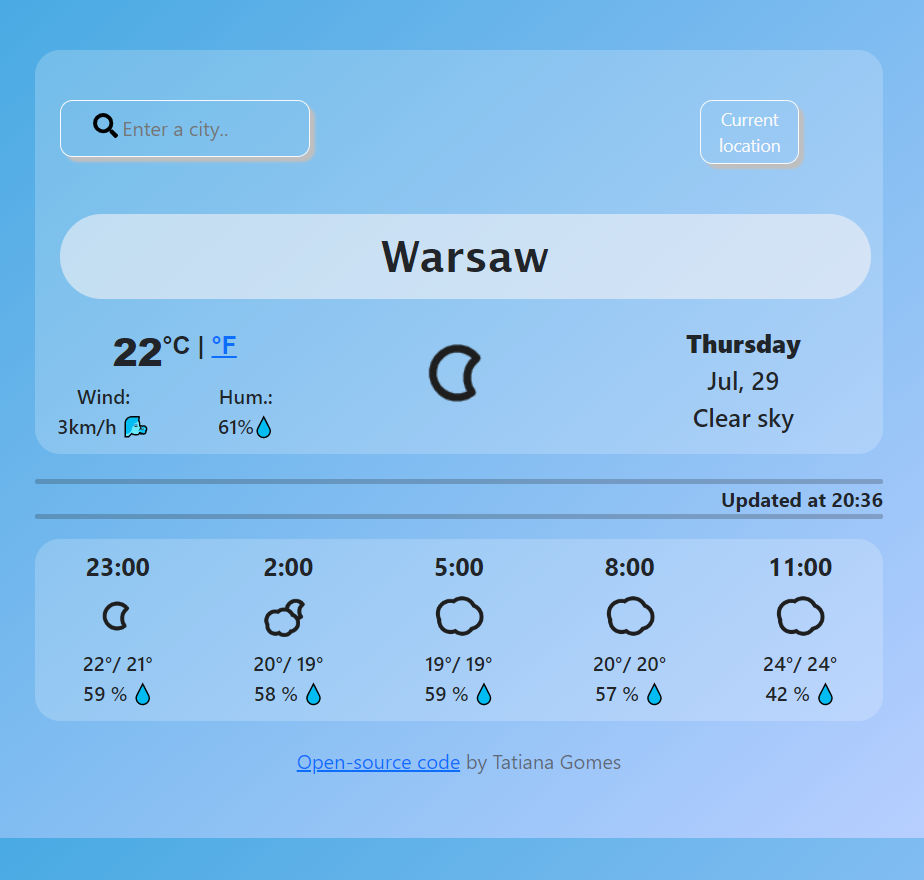 Enter a city..
Current
location
Warsaw
22°C | °F
Wind:
Hum.:
3km/h
61%
Thursday
Jul, 29
Clear sky
Updated at 20:36
23:00 2:00 5:00 8:00 11:00
22°/ 21° 20°/ 19° 19°/ 19° 20°/ 20° 24°/ 24°
59 % 58 % 59 % 57 % 42 %
Open-source code by Tatiana Gomes